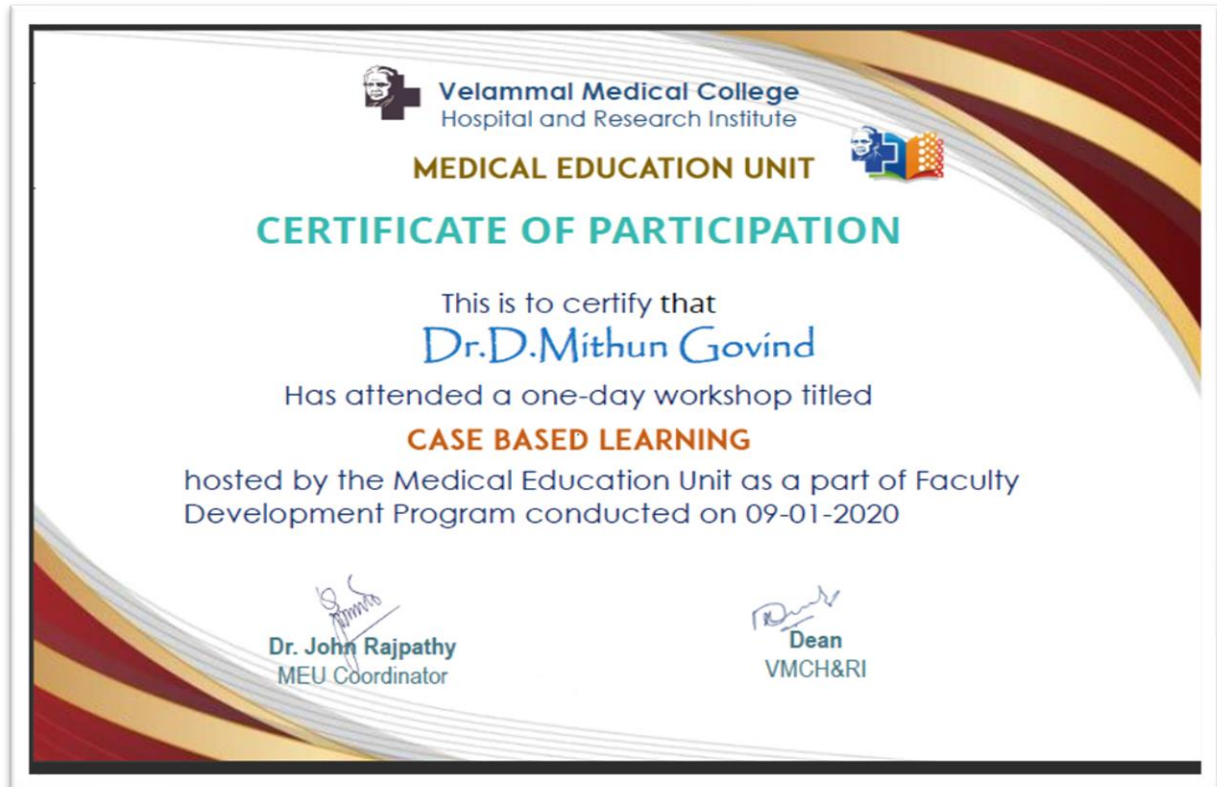 Velammal Medical College
Hospital and Research Institute
MEDICAL EDUCATION UNIT
CERTIFICATE OF PARTICIPATION
This is to certify that
Dr.D.Mithun Govind
Has attended a one-day workshop titled
CASE BASED LEARNING
hosted by the Medical Education Unit as a part of Faculty
Development Program conducted on 09-01-2020
Dr. John Rajpathy
MEU Coordinator
Dean
VMCH&RI